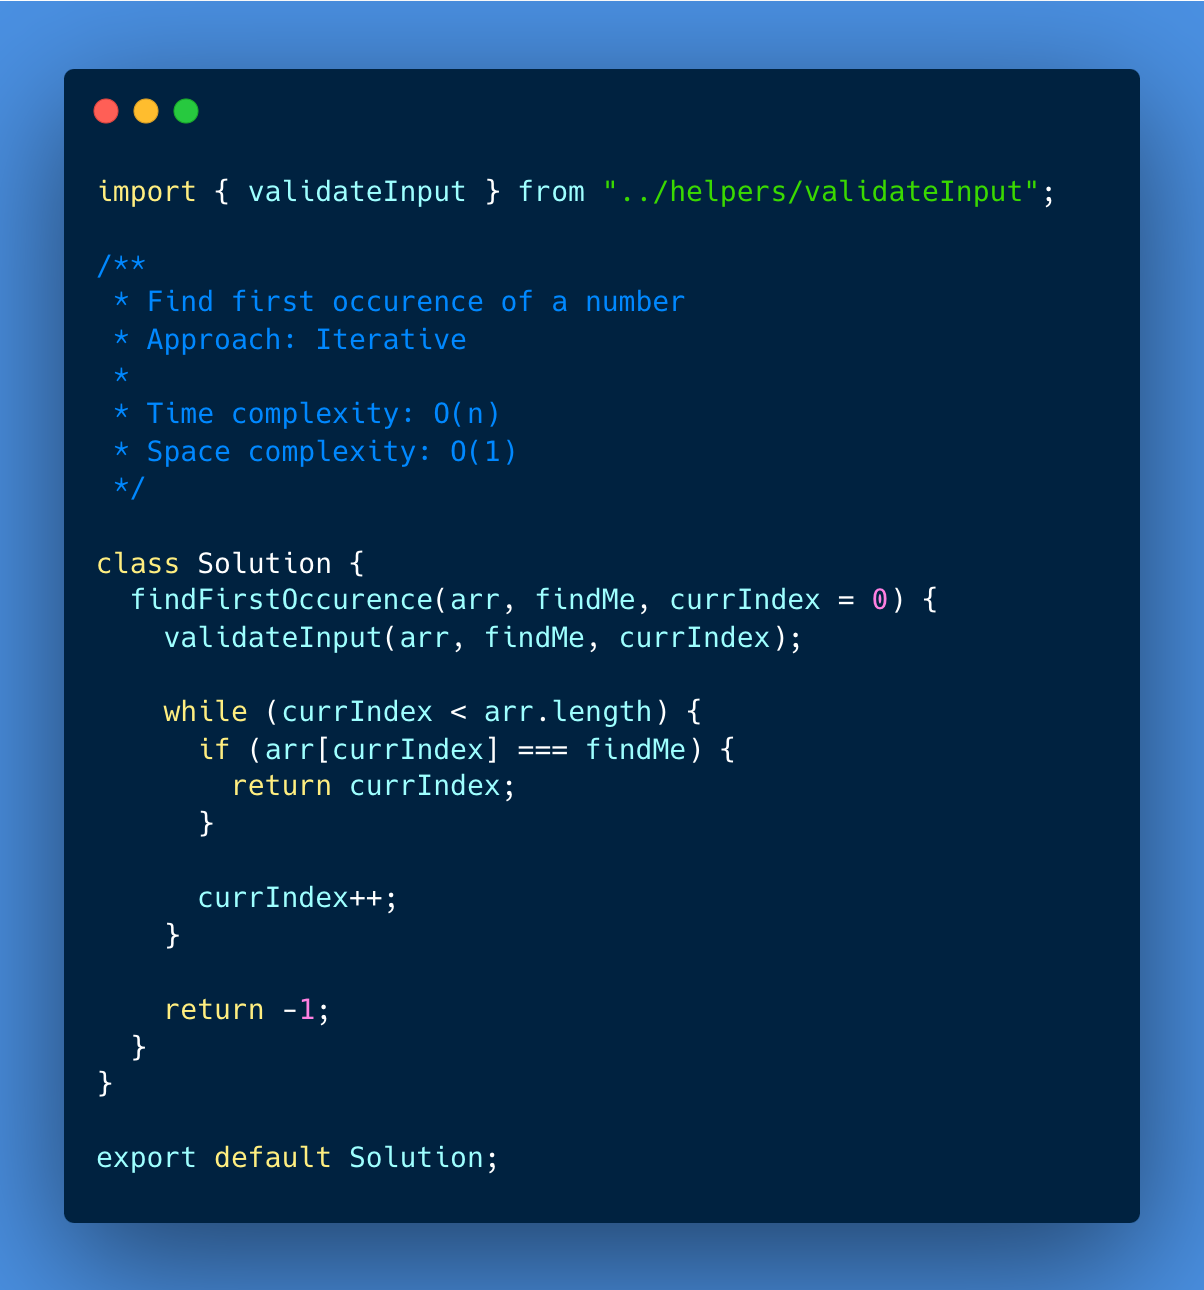 import { validateInput } from "../helpers/validateInput";

/**
 * Find first occurence of a number
 * Approach: Iterative
 *
 * Time complexity: O(n)
 * Space complexity: O(1)
 */

class Solution {
  findFirstOccurence(arr, findMe, currIndex = 0) {
    validateInput(arr, findMe, currIndex);

    while (currIndex < arr.length) {
      if (arr[currIndex] === findMe) {
        return currIndex;
      }

      currIndex++;
    }

    return -1;
  }
}

export default Solution;